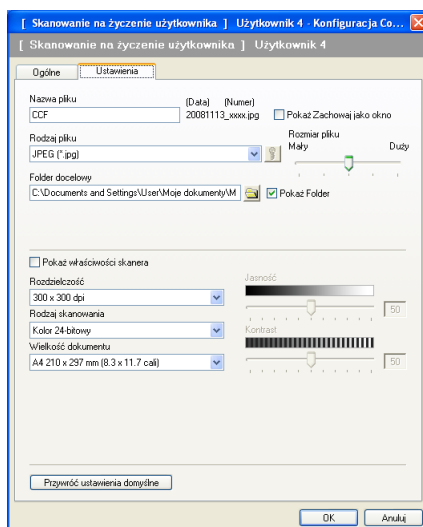 [ Skanowanie na życzenie użytkownika ] Użytkownik 4 - Konfiguracja Co...
[ Skanowanie na życzenie użytkownika ] Użytkownik 4
Ogólne Ustawienia
Nazwa pliku (Data) (Numer)
CCF 20081113_xxxx.jpg Pokaż Zachowaj jako okno
Rodzaj pliku Rozmiar pliku
JPEG (*.jpg) Mały Duży
Folder docelowy
C:\Documents and Settings\User\Moje dokumenty\M Pokaż Folder
Pokaż właściwości skanera
Rozdzielczość Jasność
300 x 300 dpi 50
Rodzaj skanowania
Kolor 24-bitowy Kontrast
Wielkość dokumentu
A4 210 x 297 mm (8.3 x 11.7 cali) 50
Przywróć ustawienia domyślne
OK Anuluj